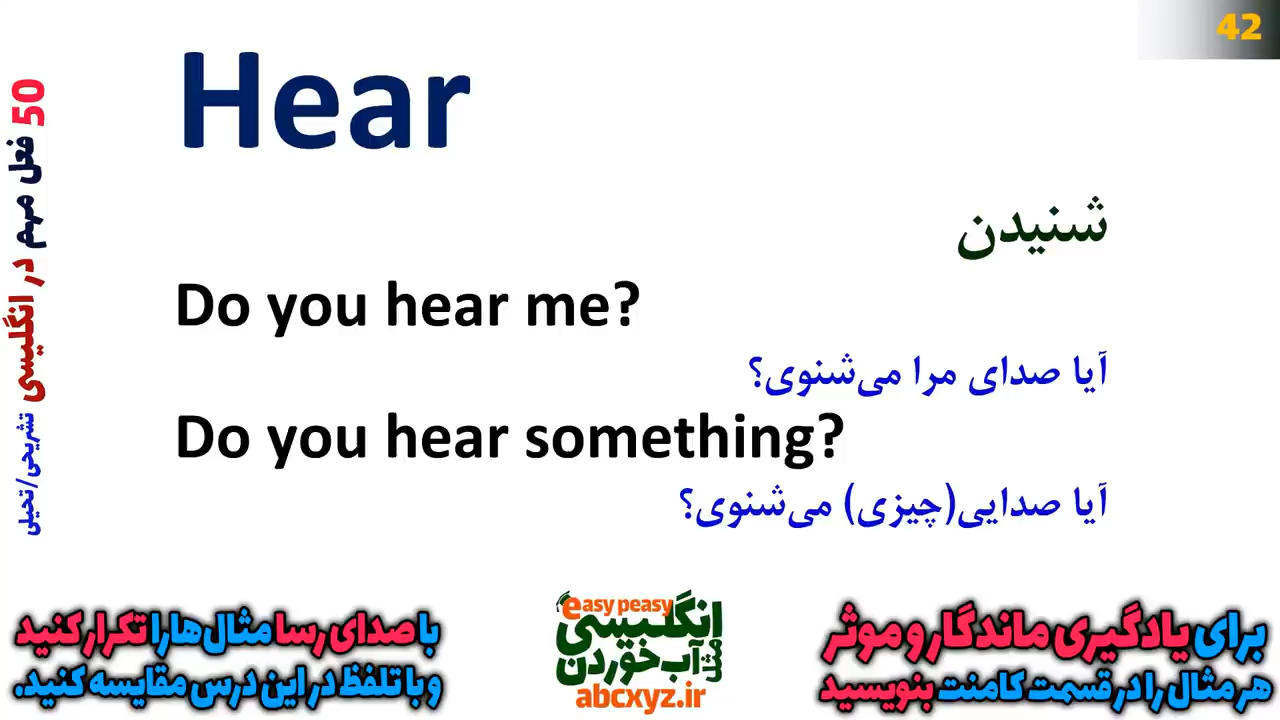 42
Hear
شنیدن
Do you hear me?
آیا صدای مرا می‌شنوی؟
Do you hear something?
آیا صدایی(چیزی) می‌شنوی؟
50 فعل مهم در انگلیسی تشریحی/تحیلی
برای یادگیری ماندگار و موثر
هر مثال را در قسمت کامنت بنویسید
easy peasy
انگلیسی
مثل آب خوردن
abcxyz.ir
با صدای رسا مثال‌ها را تکرار کنید
و با تلفظ در این درس مقایسه کنید.